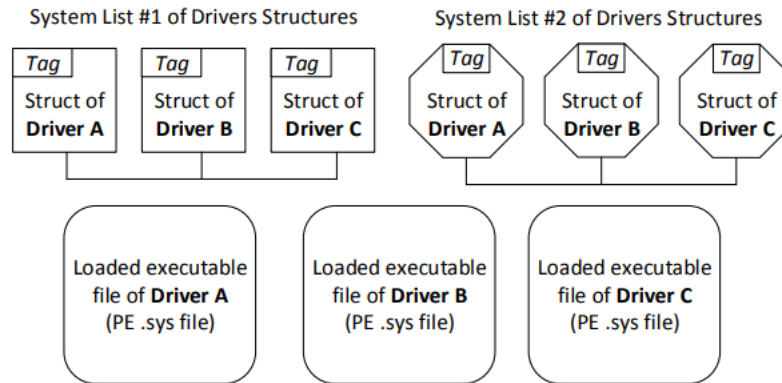 System List #1 of Drivers Structures
System List #2 of Drivers Structures
Tag
Struct of
Driver A
Tag
Struct of
Driver B
Tag
Struct of
Driver C
Tag
Struct of
Driver A
Tag
Struct of
Driver B
Tag
Struct of
Driver C
Loaded executable
file of Driver A
(PE .sys file)
Loaded executable
file of Driver B
(PE .sys file)
Loaded executable
file of Driver C
(PE .sys file)